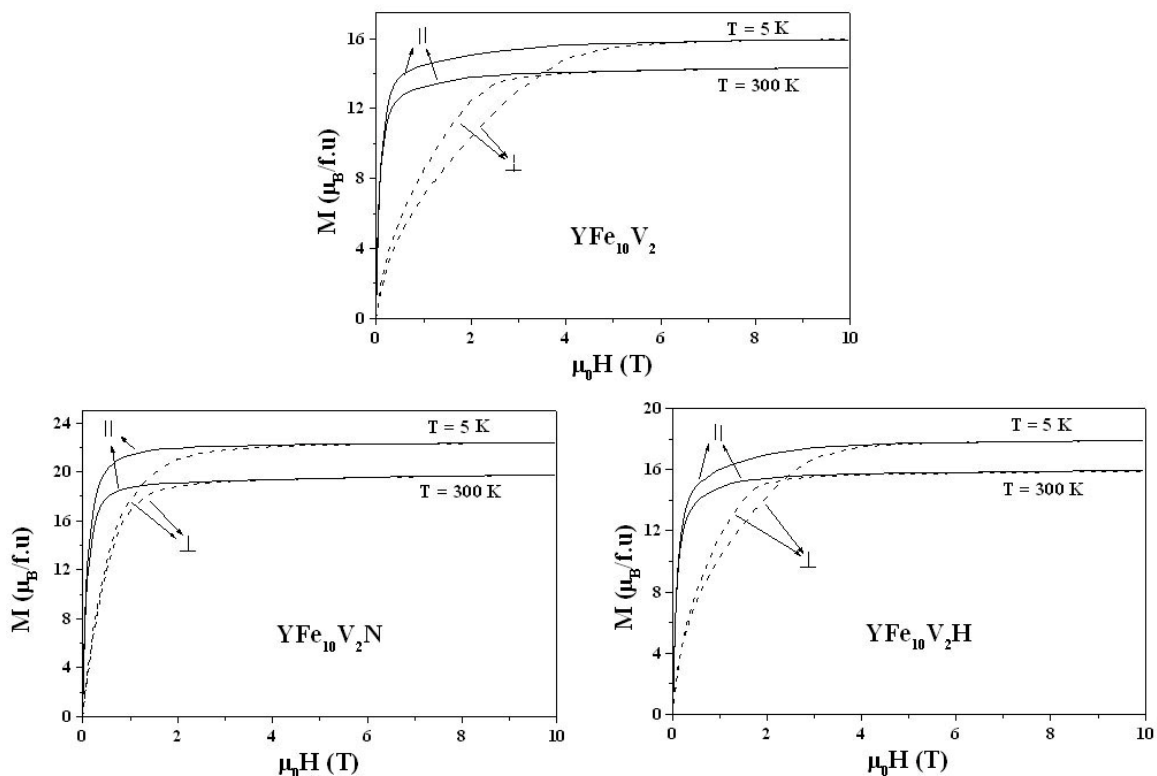 16
12
8
4
0
M (μB/f.u)
||
T = 5 K
T = 300 K
⊥
YFe10V2
0 2 4 6 8 10
μ0H (T)
24
20
16
12
8
4
0
M (μB/f.u)
||
T = 5 K
T = 300 K
⊥
YFe10V2N
0 2 4 6 8 10
μ0H (T)
20
16
12
8
4
0
M (μB/f.u)
||
T = 5 K
T = 300 K
⊥
YFe10V2H
0 2 4 6 8 10
μ0H (T)